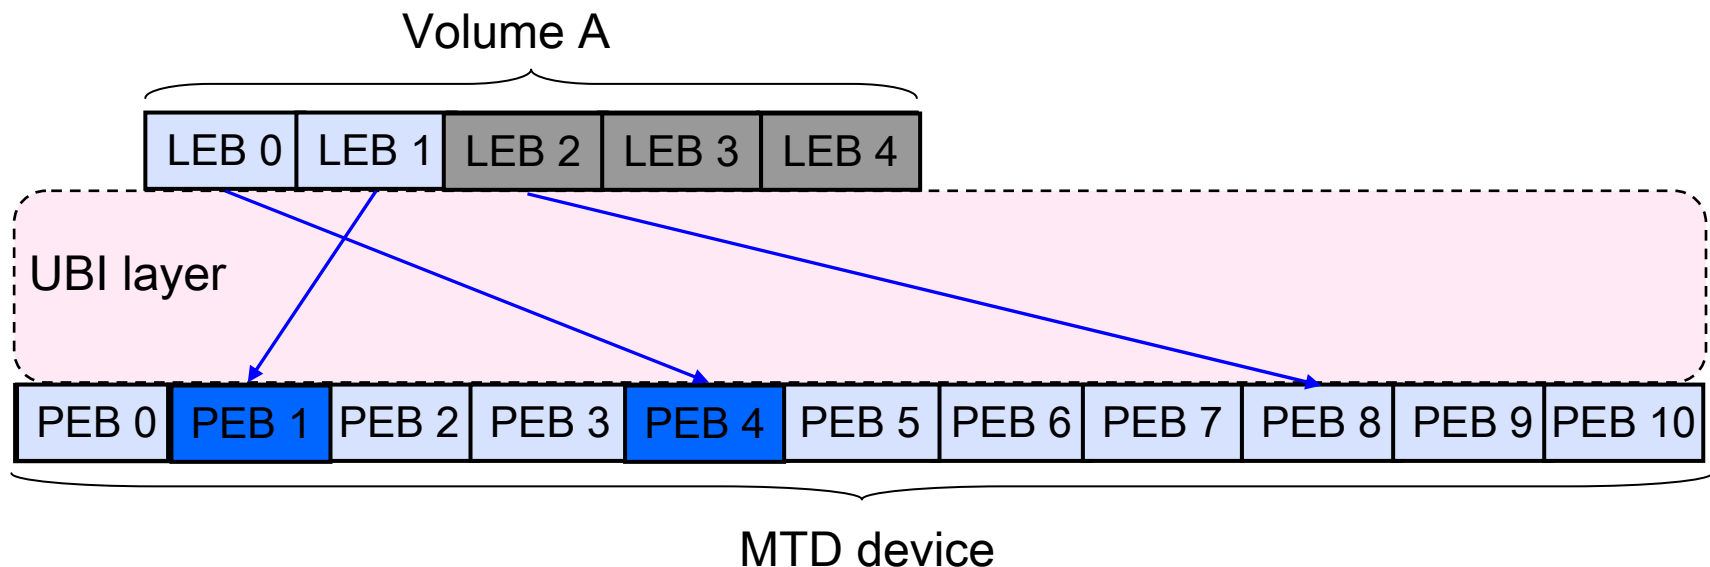 Volume A
LEB 0 LEB 1 LEB 2 LEB 3 LEB 4
UBI layer
PEB 0 PEB 1 PEB 2 PEB 3 PEB 4 PEB 5 PEB 6 PEB 7 PEB 8 PEB 9 PEB 10
MTD device